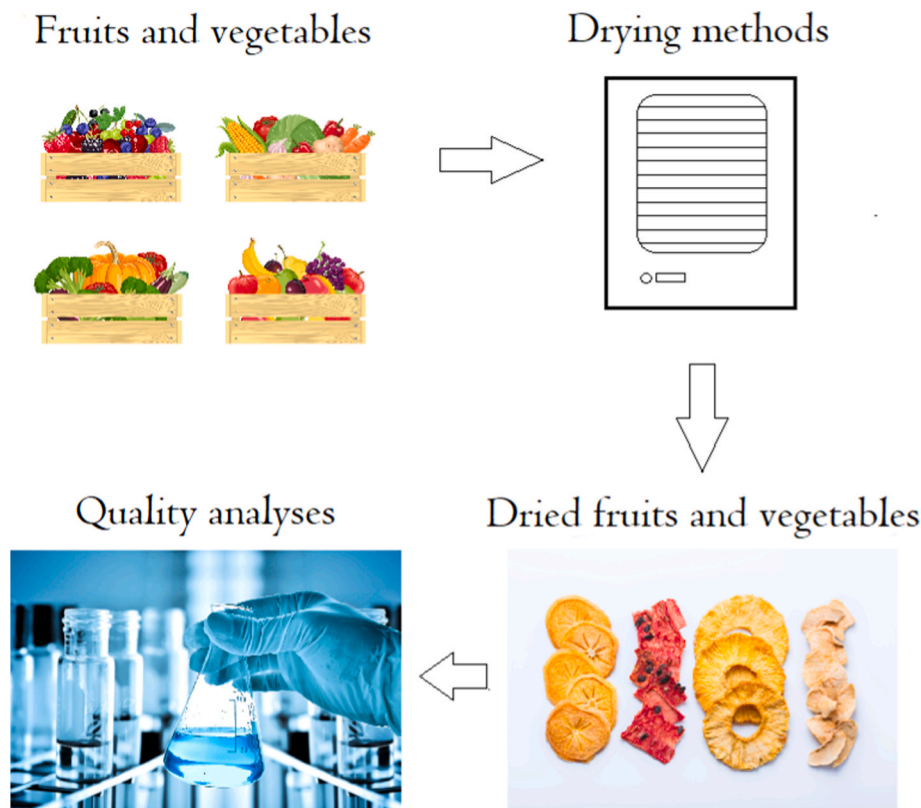 Fruits and vegetables
Drying methods
Dried fruits and vegetables
Quality analyses